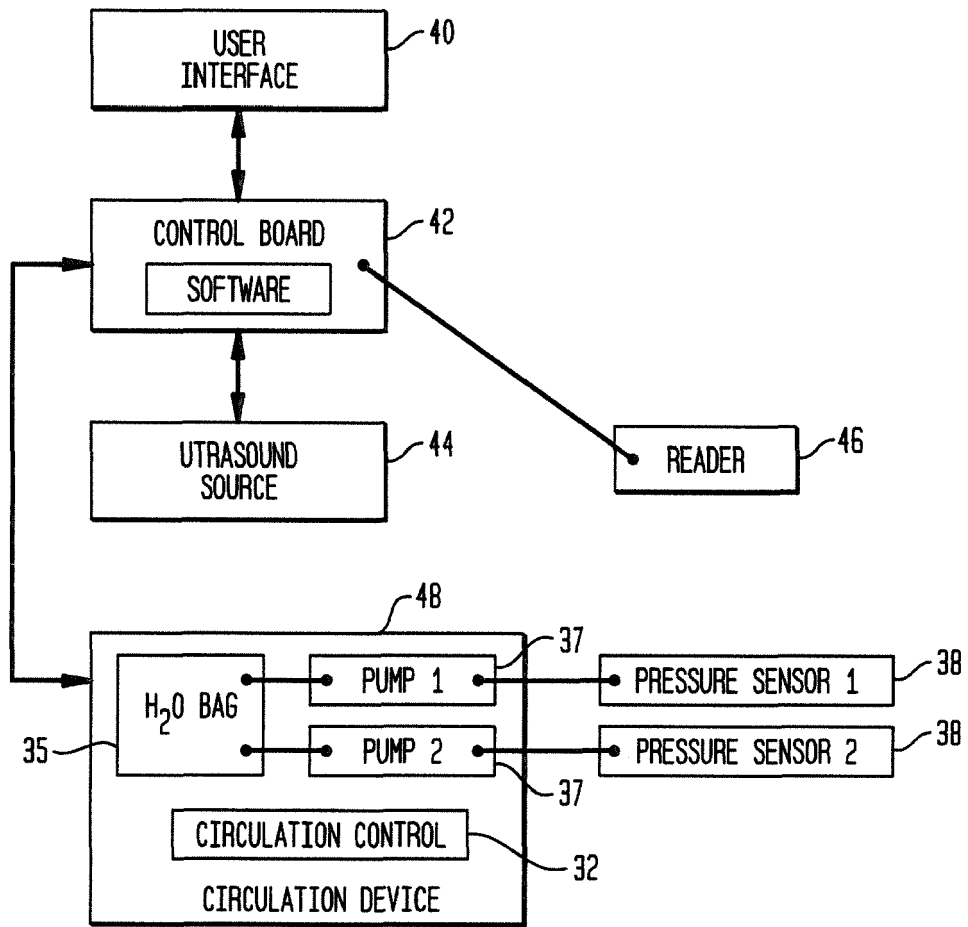 USER
INTERFACE
40
CONTROL BOARD
42
SOFTWARE
UTRASOUND
SOURCE
44
READER
46
48
H2O BAG
35
PUMP 1
37
PRESSURE SENSOR 1
38
PUMP 2
37
PRESSURE SENSOR 2
38
CIRCULATION CONTROL
32
CIRCULATION DEVICE